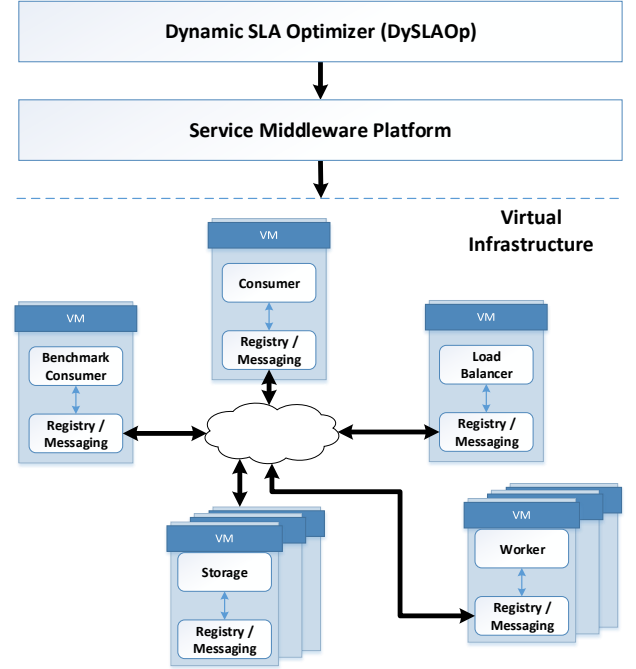 Dynamic SLA Optimizer (DySLAOp)
Service Middleware Platform
Virtual
Infrastructure
VM
Consumer
Registry /
Messaging
VM
Benchmark
Consumer
Registry /
Messaging
VM
Load
Balancer
Registry /
Messaging
VM
Storage
Registry /
Messaging
VM
Worker
Registry /
Messaging